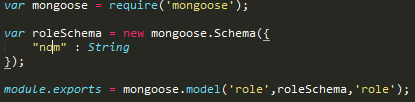 var mongoose = require('mongoose');
var roleSchema = new mongoose.Schema({
"nom" : String
});
module.exports = mongoose.model('role',roleSchema,'role');